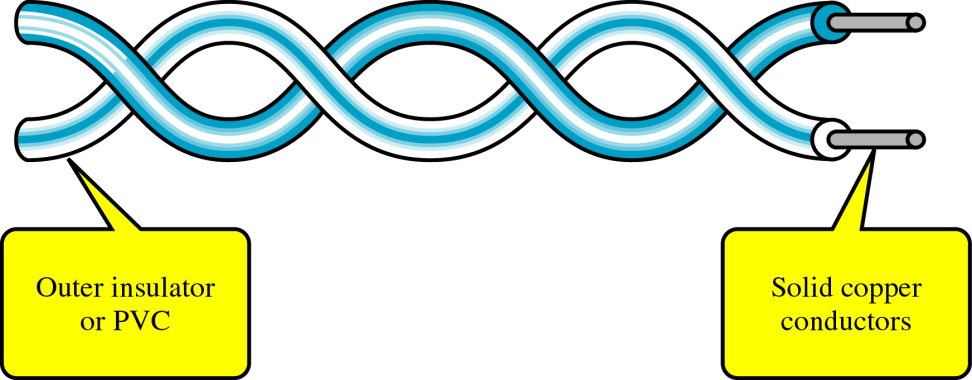 Outer insulator
or PVC
Solid copper
conductors